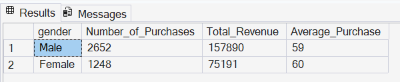 Results Messages
gender Number_of_Purchases Total_Revenue Average_Purchase
1 Male 2652 157890 59
2 Female 1248 75191 60